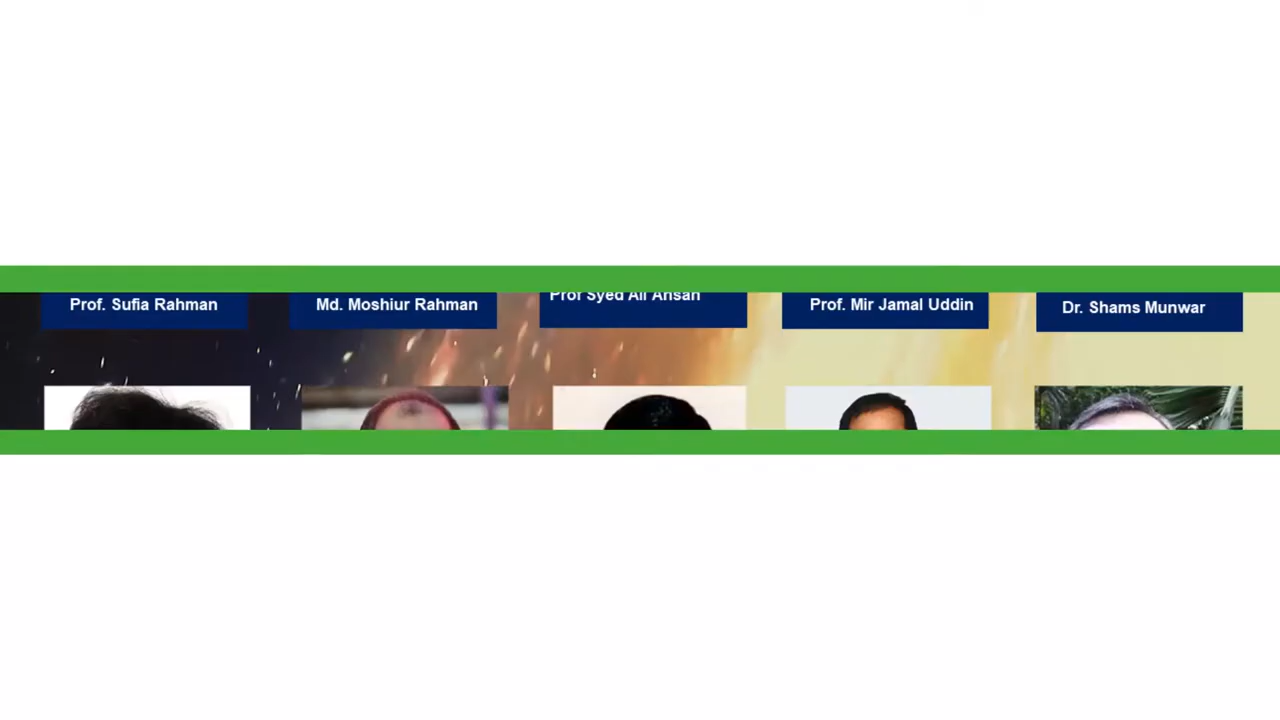 Prof. Sufia Rahman
Md. Moshiur Rahman
Prof Syed Ali Ahsan
Prof. Mir Jamal Uddin
Dr. Shams Munwar